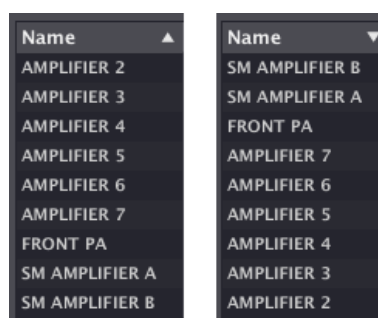 Name ▲
AMPLIFIER 2
AMPLIFIER 3
AMPLIFIER 4
AMPLIFIER 5
AMPLIFIER 6
AMPLIFIER 7
FRONT PA
SM AMPLIFIER A
SM AMPLIFIER B
Name ▼
SM AMPLIFIER B
SM AMPLIFIER A
FRONT PA
AMPLIFIER 7
AMPLIFIER 6
AMPLIFIER 5
AMPLIFIER 4
AMPLIFIER 3
AMPLIFIER 2